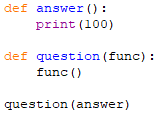 def answer():
    print(100)

def question(func):
    func()

question(answer)